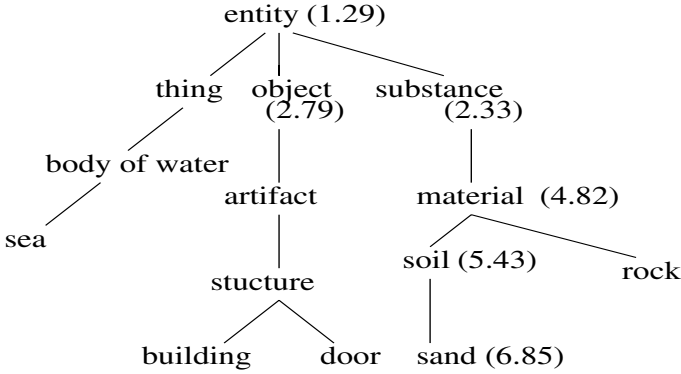 entity (1.29)
thing object substance
(2.79) (2.33)
body of water
artifact material (4.82)
sea
soil (5.43) rock
stucture
building door sand (6.85)